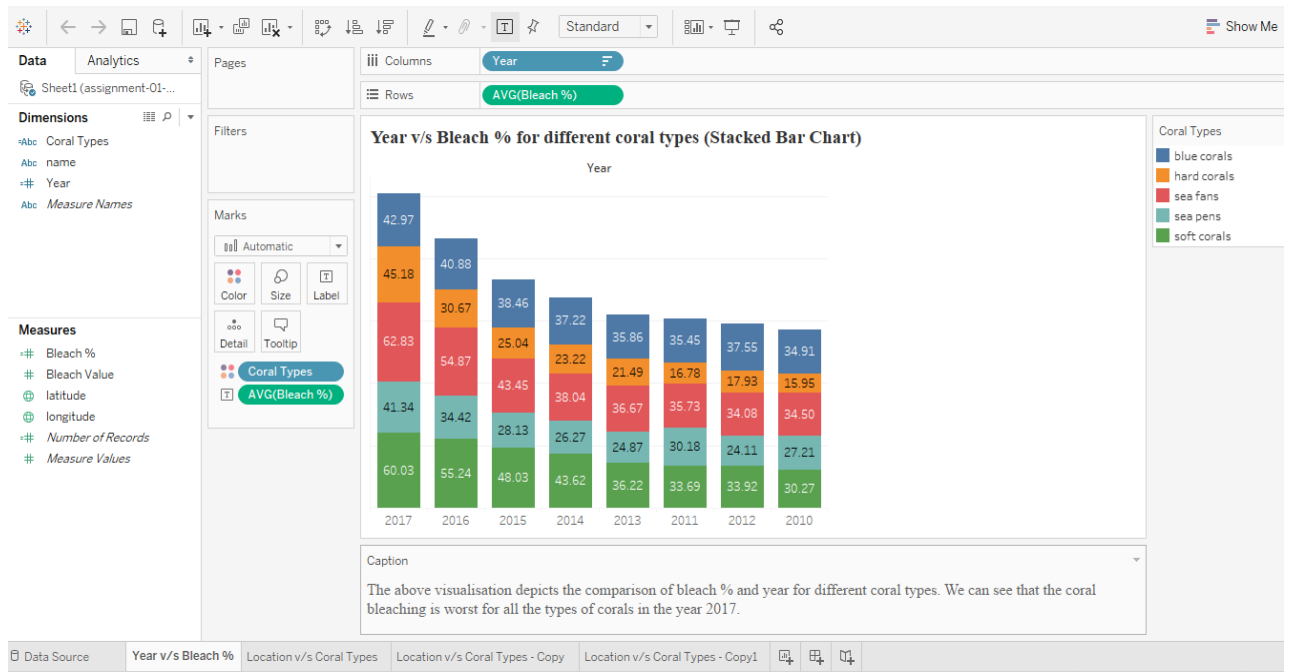 Standard
Show Me
Data
Analytics
Pages
Columns
Year
Sheet1 (assignment-01-...
Rows
AVG(Bleach %)
Dimensions
Abc Coral Types
Abc name
Year
Abc Measure Names
Filters
Marks
Automatic
Color
Size
Label
Detail
Tooltip
Coral Types
AVG(Bleach %)
Measures
Bleach %
Bleach Value
latitude
longitude
Number of Records
Measure Values
Year v/s Bleach % for different coral types (Stacked Bar Chart)
Year
42.97
45.18
62.83
41.34
60.03
40.88
30.67
54.87
34.42
55.24
38.46
25.04
43.45
28.13
48.03
37.22
23.22
38.04
26.27
43.62
35.86
21.49
36.67
24.87
36.22
35.45
16.78
35.73
30.18
33.69
37.55
17.93
34.08
24.11
33.92
34.91
15.95
34.50
27.21
30.27
2017 2016 2015 2014 2013 2011 2012 2010
Coral Types
blue corals
hard corals
sea fans
sea pens
soft corals
Caption
The above visualisation depicts the comparison of bleach % and year for different coral types. We can see that the coral
bleaching is worst for all the types of corals in the year 2017.
Data Source
Year v/s Bleach %
Location v/s Coral Types
Location v/s Coral Types - Copy
Location v/s Coral Types - Copy1